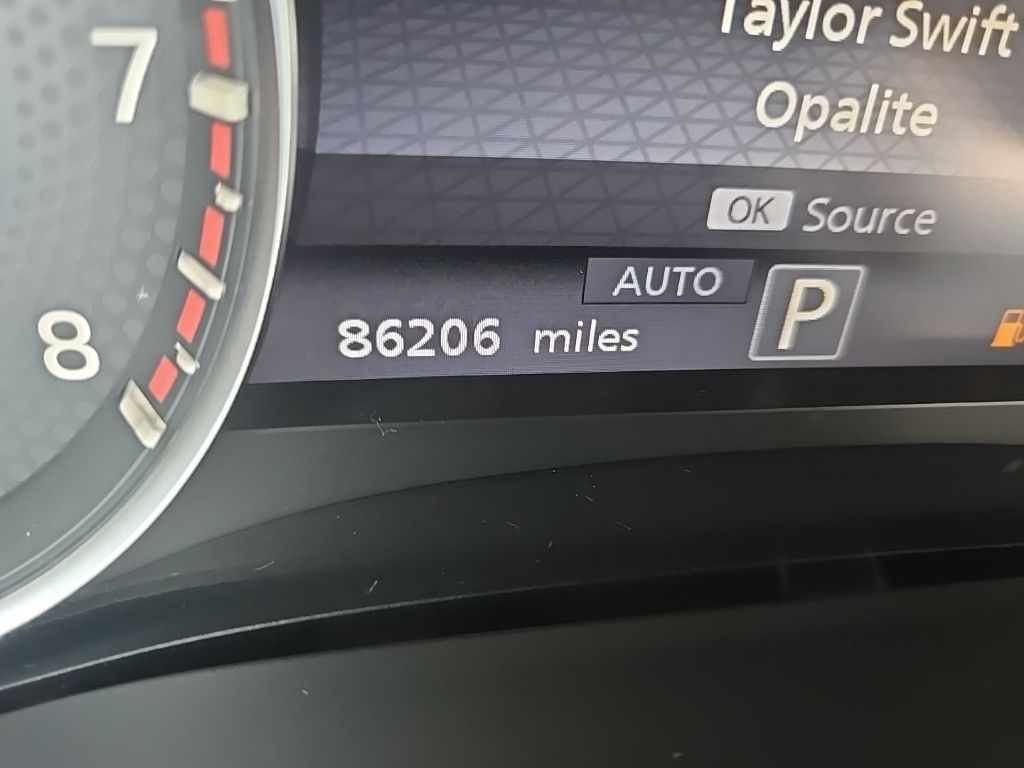 7
8
Taylor Swift
Opalite
OK Source
AUTO
P
86206 miles